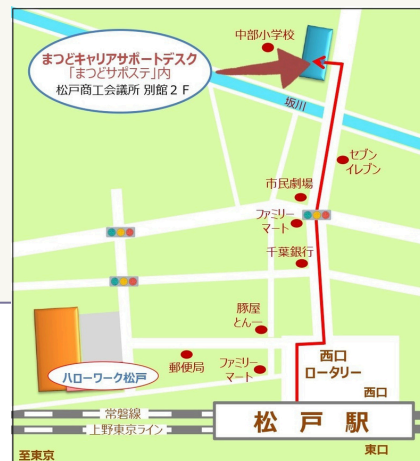 中部小学校
まつどキャリアサポートデスク
「まつどサポステ」内
松戸商工会議所 別館２Ｆ
坂川
セブン
イレブン
市民劇場
ファミリー
マート
千葉銀行
豚屋
とん一
西口
ロータリー
ハローワーク松戸
郵便局
ファミリー
マート
西口
常磐線
上野東京ライン
松戸駅
至東京
東口